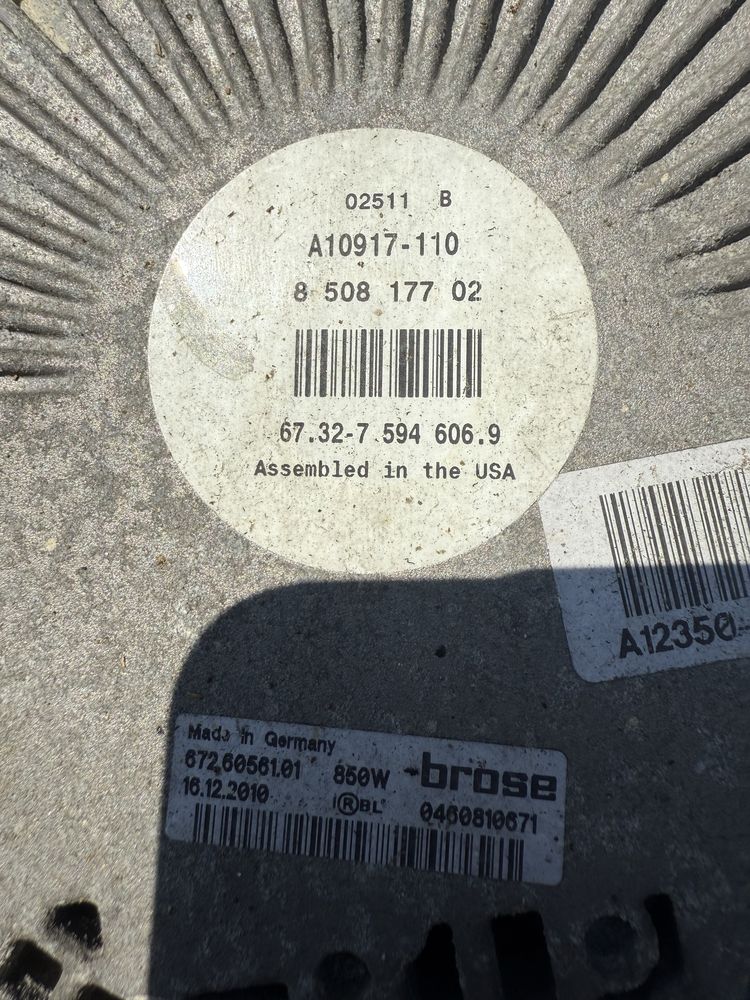 02511 B
A10917-110
8 508 177 02
67.32-7 594 606.9
Assembled in the USA
A12350-
Made in Germany
672.60561.01 850W brose
16.12.2010 ®BL 0460810671